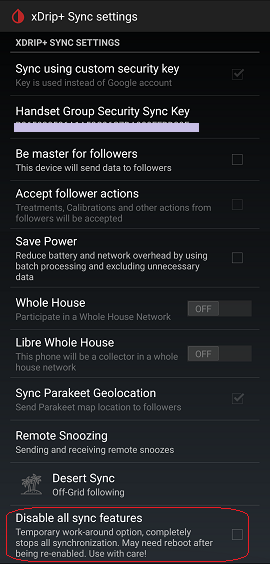 xDrip+ Sync settings
XDRIP+ SYNC SETTINGS
Sync using custom security key
Key is used instead of Google account
Handset Group Security Sync Key
Be master for followers
This device will send data to followers
Accept follower actions
Treatments, Calibrations and other actions from
followers will be accepted
Save Power
Reduce battery and network overhead by using
batch processing and excluding unnecessary
data
Whole House
Participate in a Whole House Network
OFF
Libre Whole House
This phone will be a collector in a whole
house network
OFF
Sync Parakeet Geolocation
Send Parakeet map location to followers
Remote Snoozing
Sending and receiving remote snoozes
Desert Sync
Off-Grid following
Disable all sync features
Temporary work-around option, completely
stops all synchronization. May need reboot after
being re-enabled. Use with care!